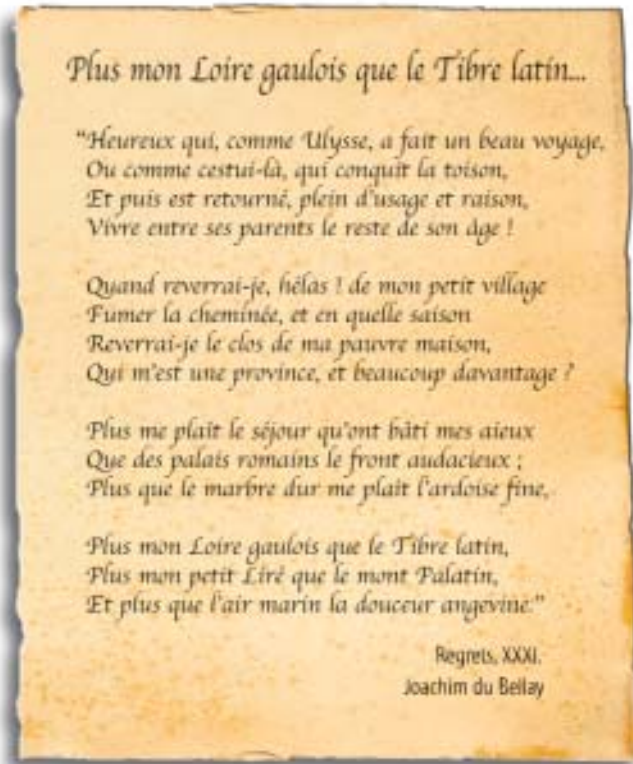 Plus mon Loire gaulois que le Tibre latin...
"Heureux qui, comme Ulysse, a fait un beau voyage,
Ou comme cestui-là, qui conquit la toison,
Et puis est retourné, plein d'usage et raison,
Vivre entre ses parents le reste de son âge !
Quand reverrai-je, hélas ! de mon petit village
Fumer la cheminée, et en quelle saison
Reverrai-je le clos de ma pauvre maison,
Qui m'est une province, et beaucoup davantage ?
Plus me plaît le séjour qu'ont bâti mes aïeux
Que des palais romains le front audacieux ;
Plus que le marbre dur me plaît l'ardoise fine,
Plus mon Loire gaulois que le Tibre latin,
Plus mon petit Liré que le mont Palatin,
Et plus que l'air marin la douceur angevine."
Regrets, XXXI.
Joachim du Bellay